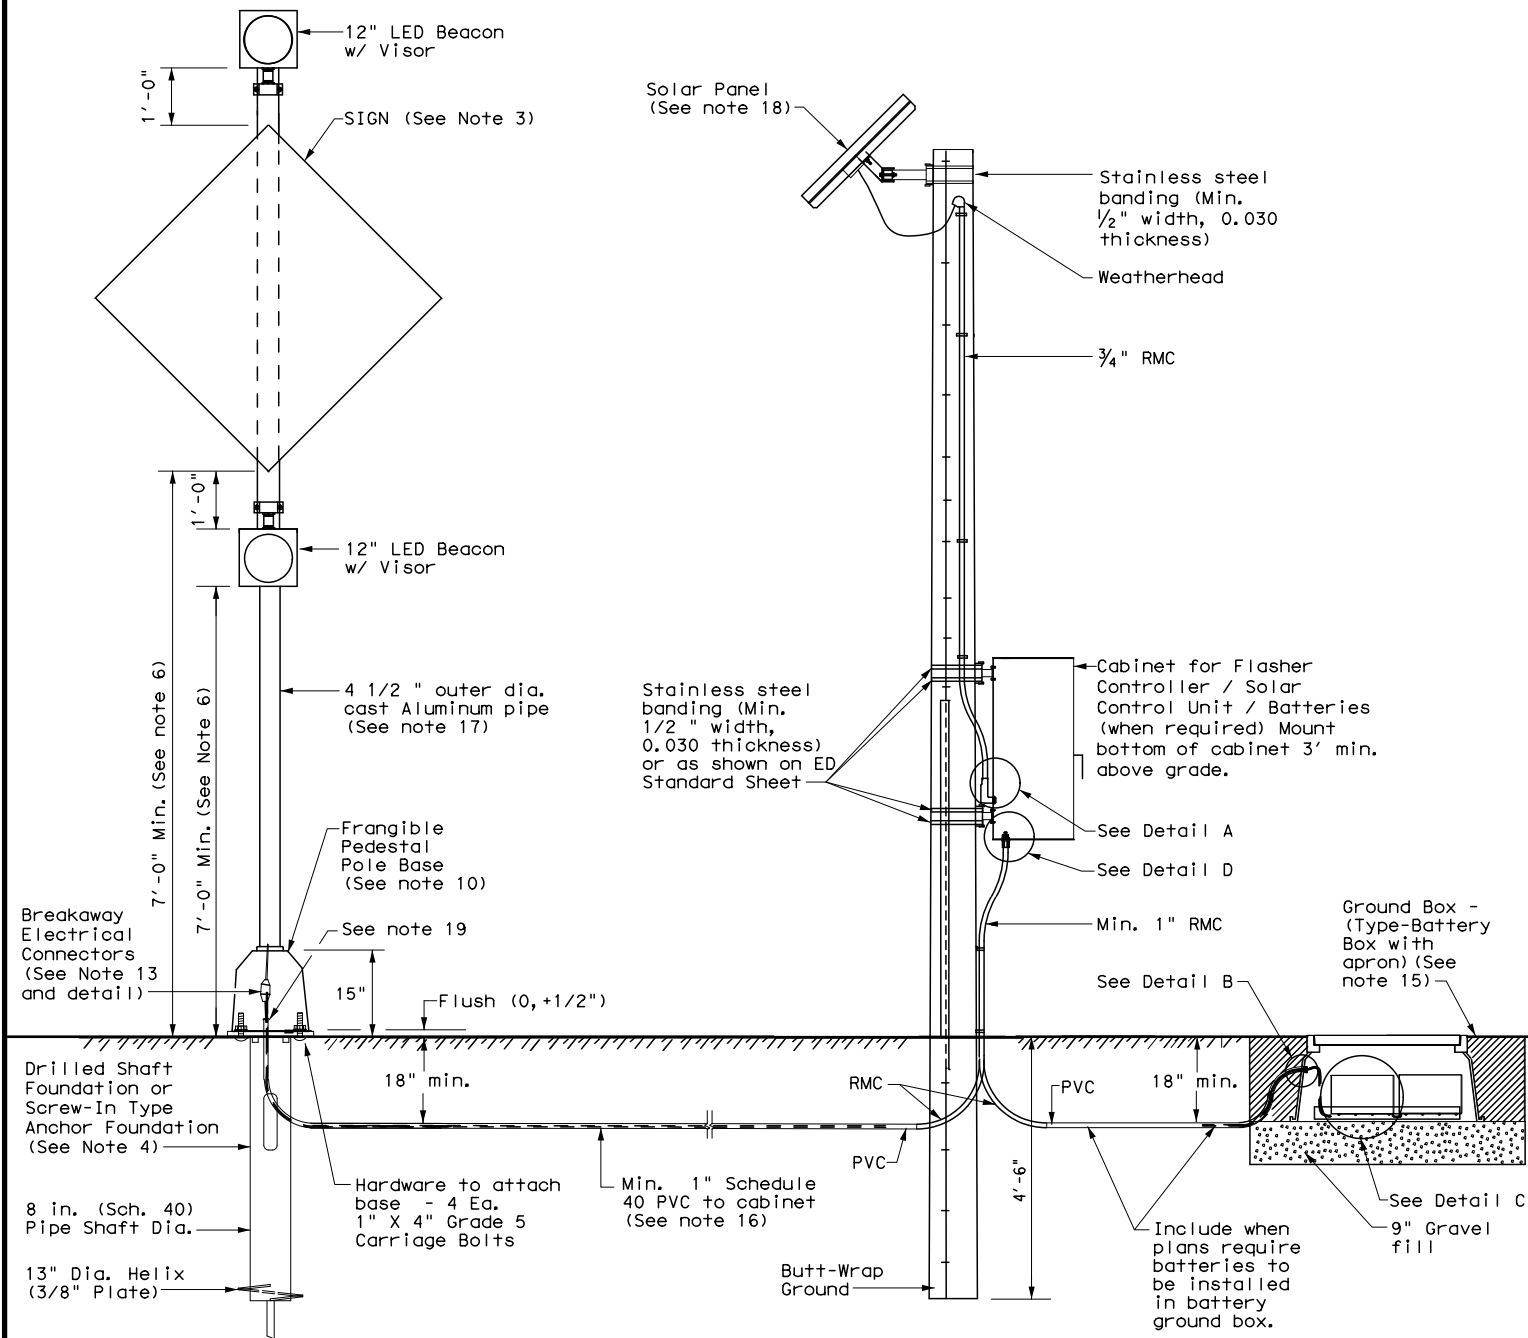 12" LED Beacon
w/ Visor
1'-0"
SIGN (See Note 3)
Solar Panel
(See note 18)
Stainless steel
banding (Min.
1/2" width, 0.030
thickness)
Weatherhead
3/4" RMC
1'-0"
12" LED Beacon
w/ Visor
7'-0" Min. (See note 6)
7'-0" Min. (See Note 6)
4 1/2 " outer dia.
cast Aluminum pipe
(See note 17)
Stainless steel
banding (Min.
1/2 " width,
0.030 thickness)
or as shown on ED
Standard Sheet
Cabinet for Flasher
Controller / Solar
Control Unit / Batteries
(when required) Mount
bottom of cabinet 3' min.
above grade.
See Detail A
See Detail D
Frangible
Pedestal
Pole Base
(See note 10)
See note 19
Breakaway
Electrical
Connectors
(See Note 13
and detail)
15"
Flush (0,+1/2")
Min. 1" RMC
See Detail B
Ground Box -
(Type-Battery
Box with
apron) (See
note 15)
Drilled Shaft
Foundation or
Screw-In Type
Anchor Foundation
(See Note 4)
18" min.
RMC
PVC
18" min.
PVC
4'-6"
8 in. (Sch. 40)
Pipe Shaft Dia.
13" Dia. Helix
(3/8" Plate)
Hardware to attach
base - 4 Ea.
1" X 4" Grade 5
Carriage Bolts
Min. 1" Schedule
40 PVC to cabinet
(See note 16)
Butt-Wrap
Ground
Include when
plans require
batteries to
be installed
in battery
ground box.
See Detail C
9" Gravel
fill